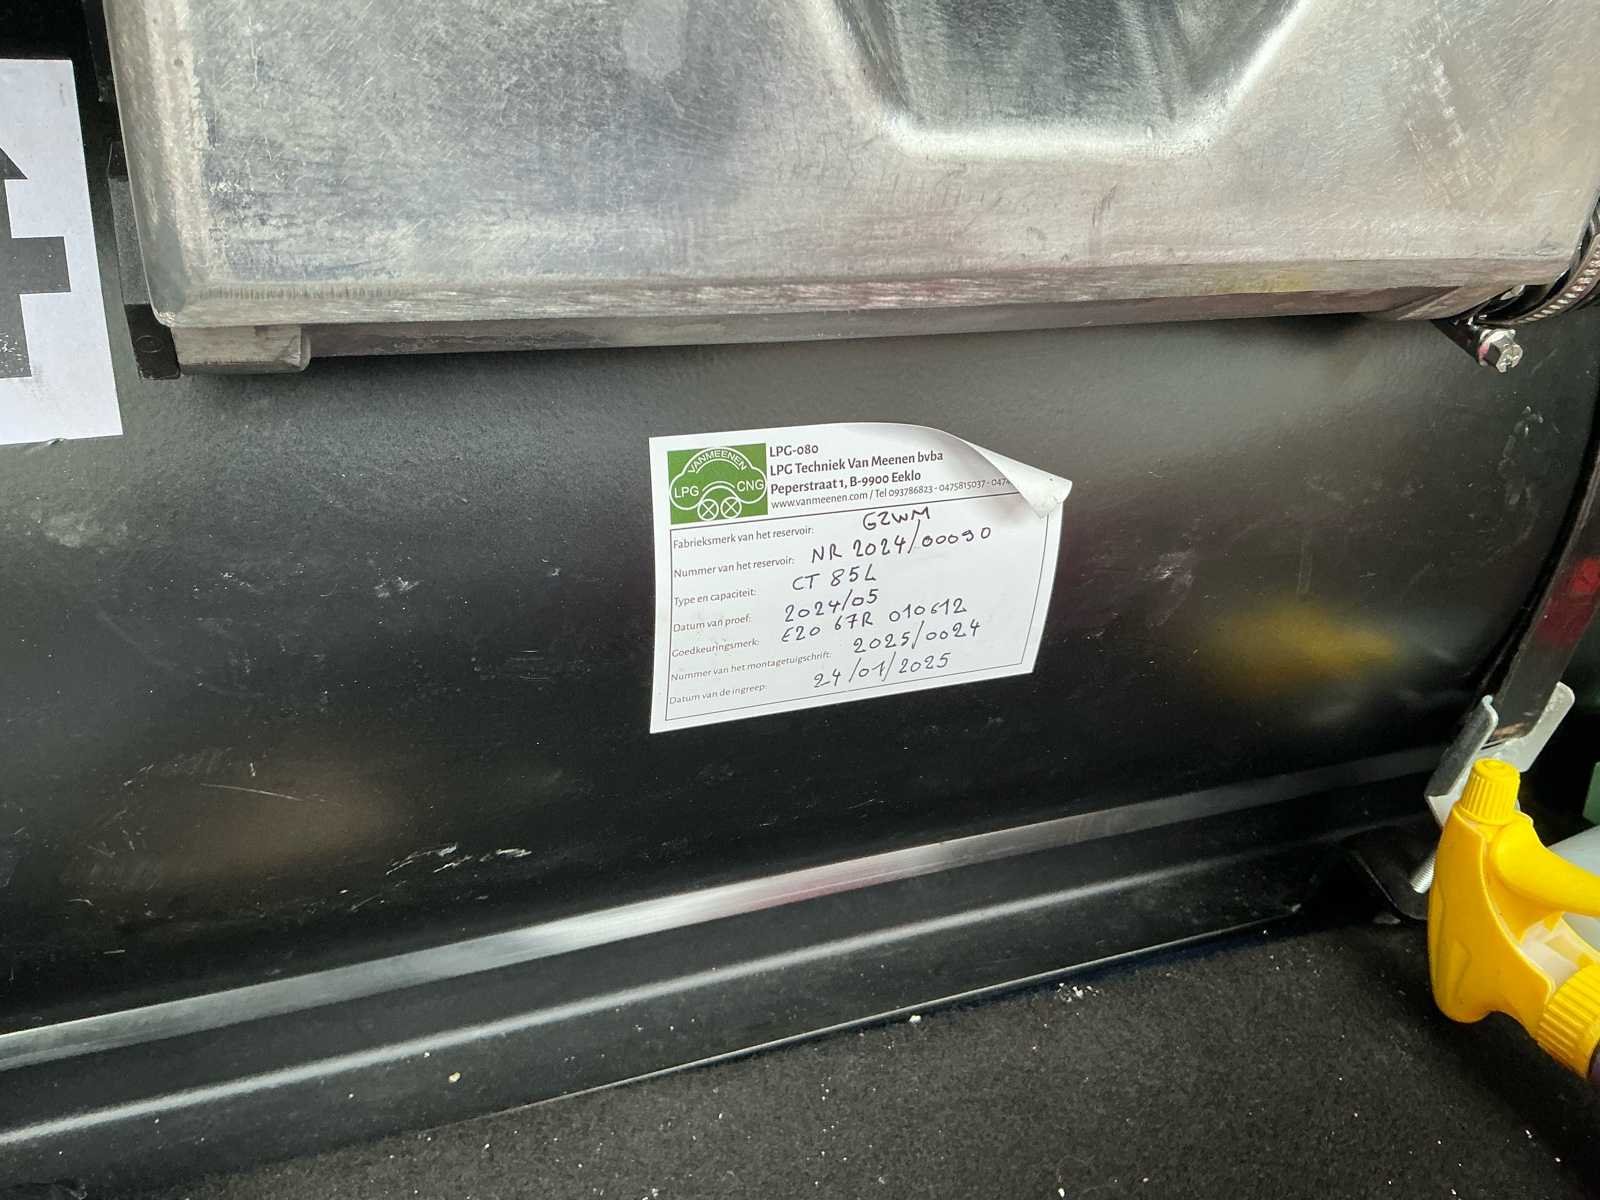 VANMEENEN
LPG CNG
LPG-080
LPG Techniek Van Meenen bvba
Peperstraat 1, B-9900 Eeklo
www.vanmeenen.com / Tel 093786823 - 0475815037 -
Fabrieksmerk van het reservoir: GZWM
Nummer van het reservoir: NR 2024/00090
Type en capaciteit: CT 85L
Datum van proef: 2024/05
Goedkeuringsmerk: E20 67R 010612
Nummer van het montagetuigschrift: 2025/0024
Datum van de ingreep: 24/01/2025